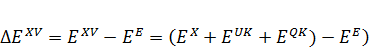 ΔE^{XV} = E^{XV} − E^{E} = (E^{X} + E^{UK} + E^{QK}) − E^{E})